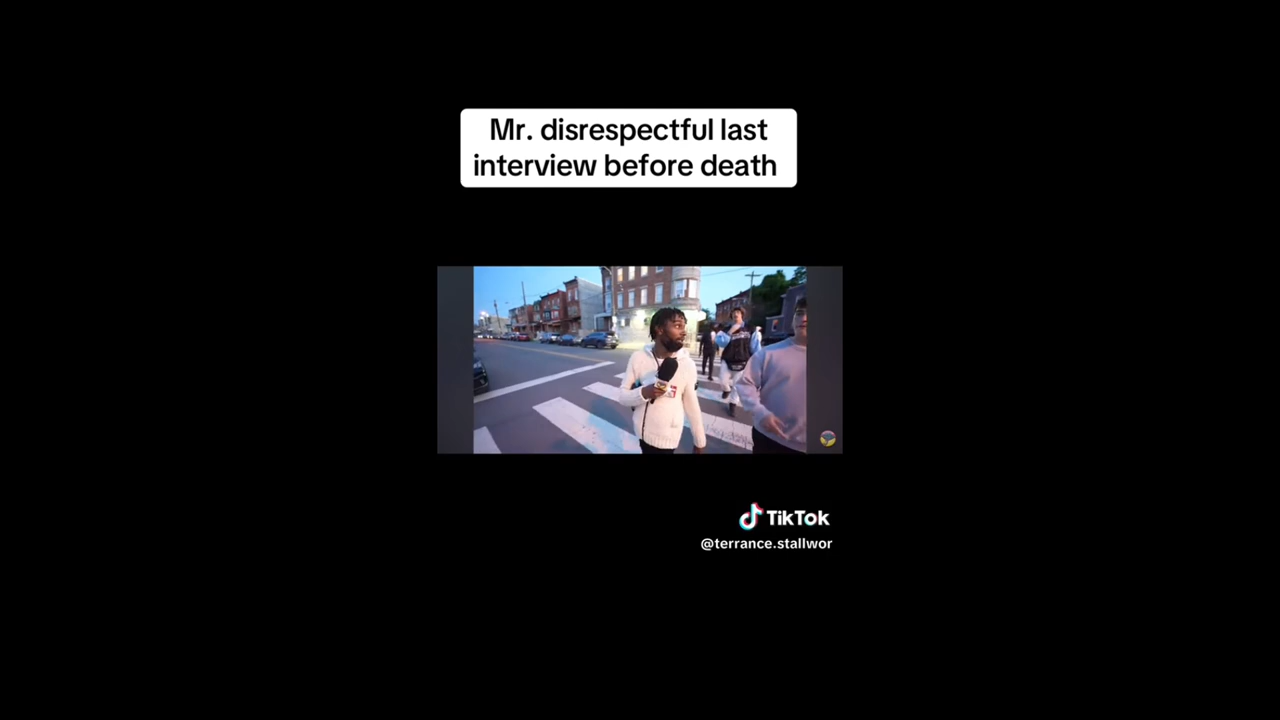 Mr. disrespectful last
interview before death
TikTok
@terrance.stallwor